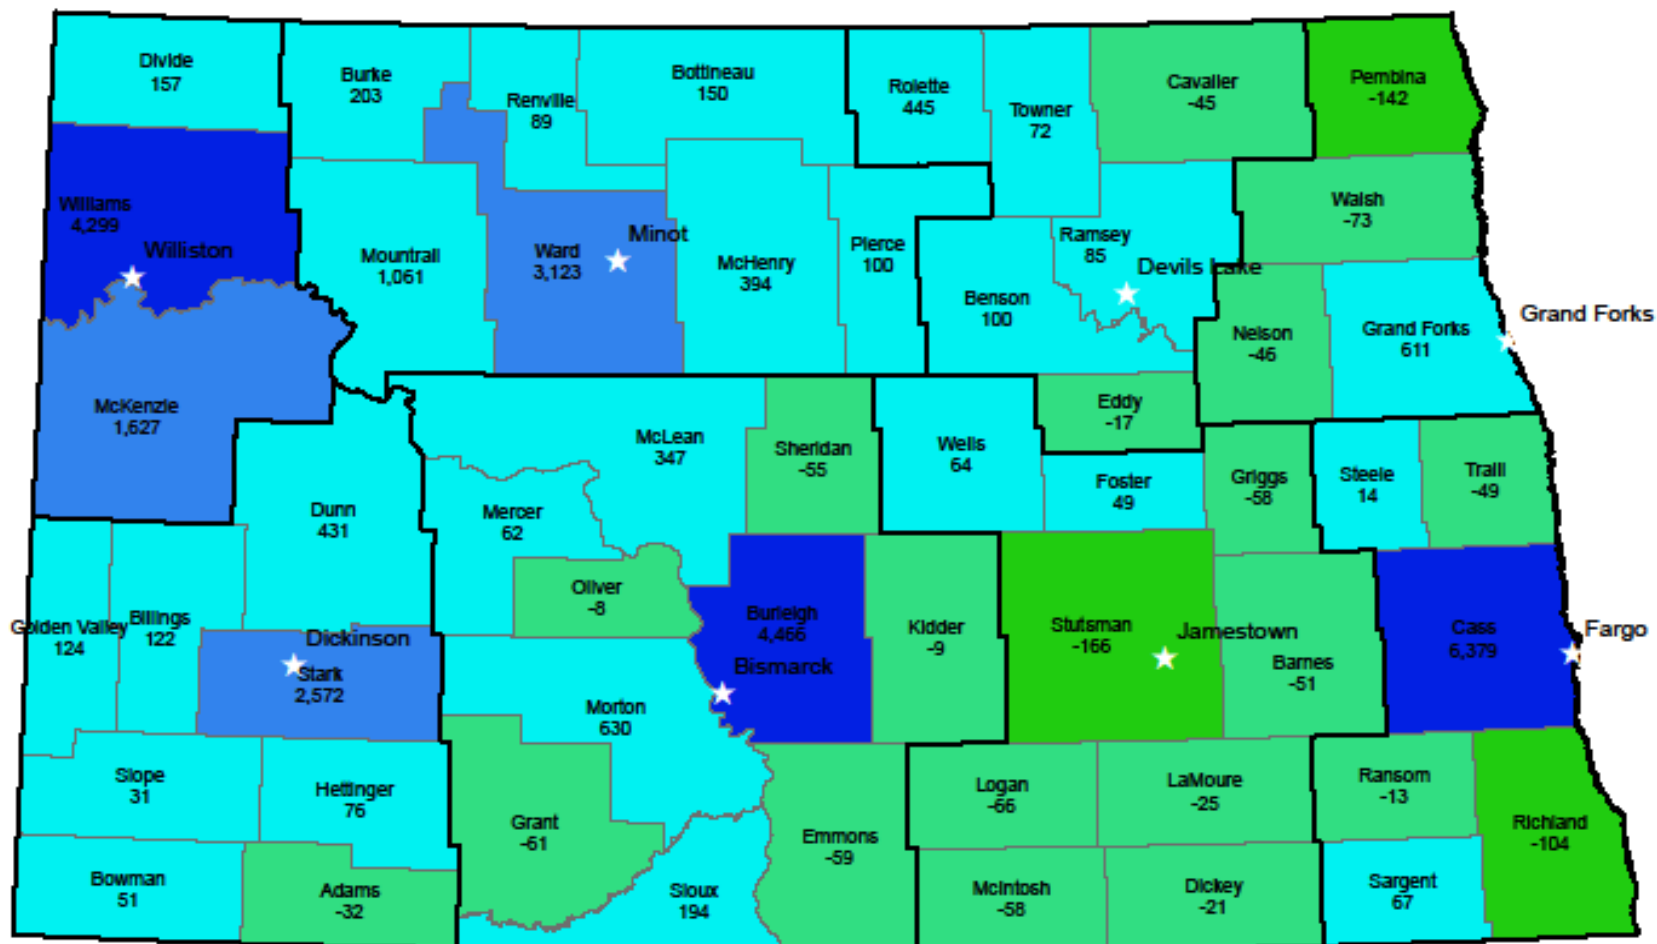 Divide
157
Burke
203
Renville
89
Bottineau
150
Rolette
445
Towner
72
Cavalier
-45
Pembina
-142
Williams
4,299
Williston
Mountrail
1,061
Ward
3,123
Minot
McHenry
394
Pierce
100
Benson
100
Ramsey
85
Devils Lake
Walsh
-73
Nelson
-46
Grand Forks
611
Grand Forks
McKenzie
1,627
Dunn
431
McLean
347
Mercer
62
Oliver
-8
Sheridan
-55
Wells
64
Eddy
-17
Foster
49
Griggs
-58
Steele
14
Traill
-49
Golden Valley
124
Billings
122
Dickinson
Stark
2,572
Morton
630
Burleigh
4,466
Bismarck
Kidder
-9
Stutsman
-166
Jamestown
Barnes
-51
Cass
6,379
Fargo
Slope
31
Hettinger
76
Grant
-61
Emmons
-59
Logan
-66
LaMoure
-25
Ransom
-13
Richland
-104
Bowman
51
Adams
-32
Sioux
194
McIntosh
-58
Dickey
-21
Sargent
67